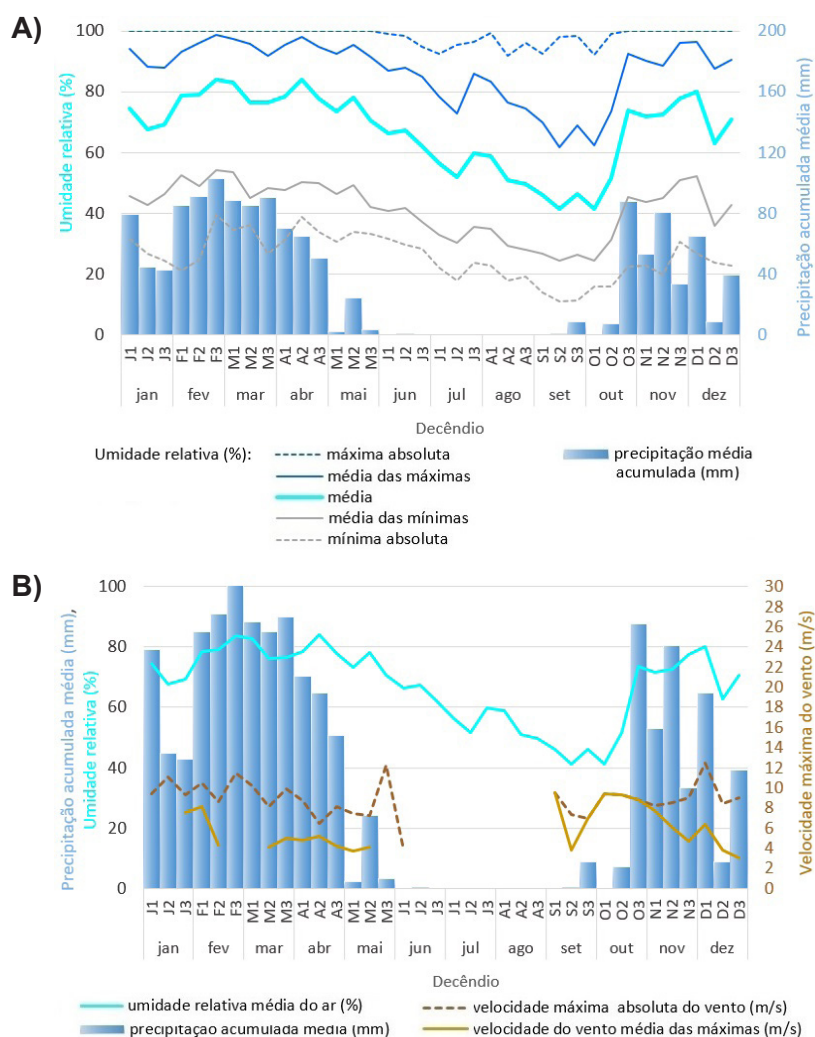 A)
Umidade relativa (%)
100
80
60
40
20
0
Precipitação acumulada média (mm)
200
160
120
80
40
0
J1 J2 J3 F1 F2 F3 M1 M2 M3 A1 A2 A3 M1 M2 M3 J1 J2 J3 J1 J2 J3 A1 A2 A3 S1 S2 S3 O1 O2 O3 N1 N2 N3 D1 D2 D3
jan fev mar abr mai jun jul ago set out nov dez
Decêndio
Umidade relativa (%): máxima absoluta
média das máximas
média
média das mínimas
mínima absoluta
precipitação média
acumulada (mm)
B)
Precipitação acumulada média (mm),
Umidade relativa (%)
100
80
60
40
20
0
Velocidade máxima do vento (m/s)
30
28
26
24
22
20
18
16
14
12
10
8
6
4
2
0
J1 J2 J3 F1 F2 F3 M1 M2 M3 A1 A2 A3 M1 M2 M3 J1 J2 J3 J1 J2 J3 A1 A2 A3 S1 S2 S3 O1 O2 O3 N1 N2 N3 D1 D2 D3
jan fev mar abr mai jun jul ago set out nov dez
Decêndio
umidade relativa média do ar (%) velocidade máxima absoluta do vento (m/s)
precipitação acumulada média (mm) velocidade do vento média das máximas (m/s)